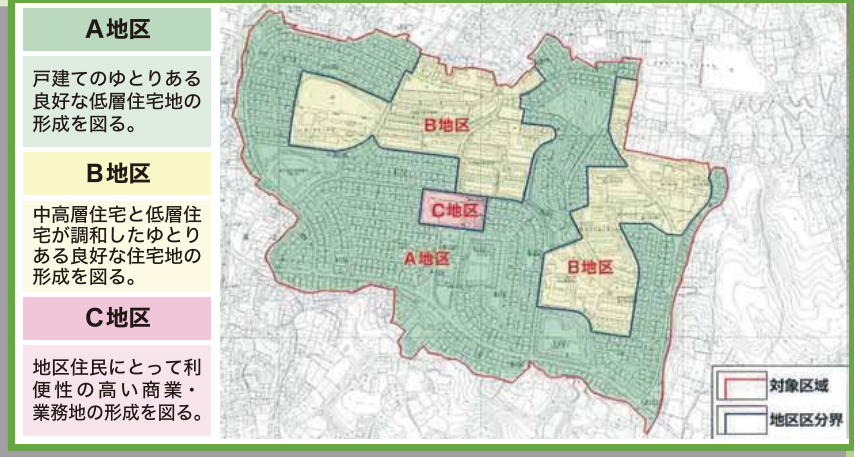 A地区
戸建てのゆとりある
良好な低層住宅地の
形成を図る。
B地区
中高層住宅と低層住
宅が調和したゆとり
ある良好な住宅地の
形成を図る。
C地区
地区住民にとって利
便性の高い商業・
業務地の形成を図る。
B地区
C地区
A地区
B地区
対象区域
地区区分界